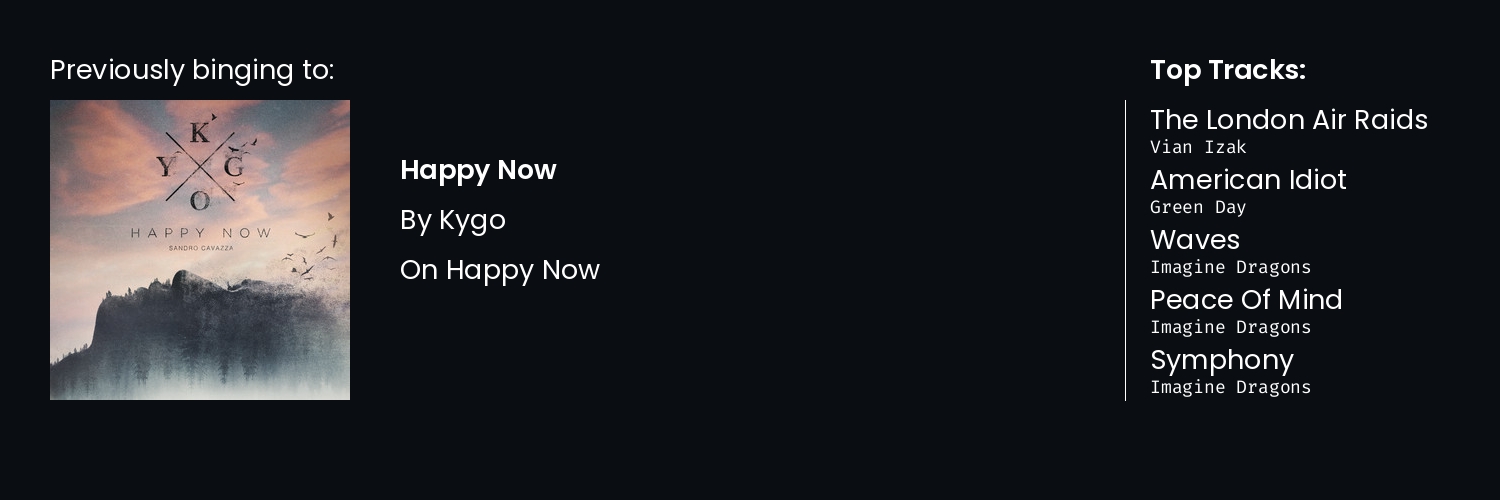 Previously binging to:
K
Y G
O
HAPPY NOW
SANDRO CAVAZZA
Happy Now
By Kygo
On Happy Now
Top Tracks:
The London Air Raids
Vian Izak
American Idiot
Green Day
Waves
Imagine Dragons
Peace Of Mind
Imagine Dragons
Symphony
Imagine Dragons